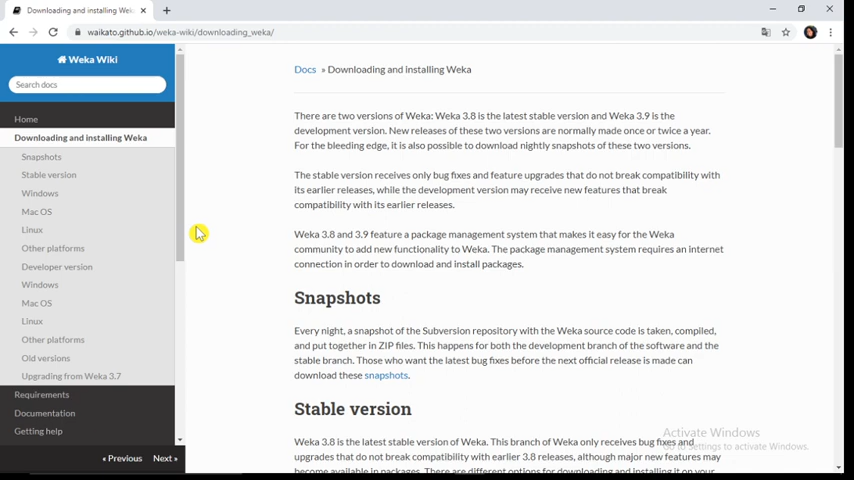 Downloading and installing Wek
waikato.github.io/weka-wiki/downloading_weka/
Weka Wiki
Search docs
Home
Downloading and installing Weka
Snapshots
Stable version
Windows
Mac OS
Linux
Other platforms
Developer version
Windows
Mac OS
Linux
Other platforms
Old versions
Upgrading from Weka 3.7
Requirements
Documentation
Getting help
« Previous Next »
Docs » Downloading and installing Weka
There are two versions of Weka: Weka 3.8 is the latest stable version and Weka 3.9 is the
development version. New releases of these two versions are normally made once or twice a year.
For the bleeding edge, it is also possible to download nightly snapshots of these two versions.
The stable version receives only bug fixes and feature upgrades that do not break compatibility with
its earlier releases, while the development version may receive new features that break
compatibility with its earlier releases.
Weka 3.8 and 3.9 feature a package management system that makes it easy for the Weka
community to add new functionality to Weka. The package management system requires an internet
connection in order to download and install packages.
Snapshots
Every night, a snapshot of the Subversion repository with the Weka source code is taken, compiled,
and put together in ZIP files. This happens for both the development branch of the software and the
stable branch. Those who want the latest bug fixes before the next official release is made can
download these snapshots.
Stable version
Weka 3.8 is the latest stable version of Weka. This branch of Weka only receives bug fixes and
upgrades that do not break compatibility with earlier 3.8 releases, although major new features may
become available in packages. There are different options for downloading and installing it on your
Activate Windows
Go to Settings to activate Windows.